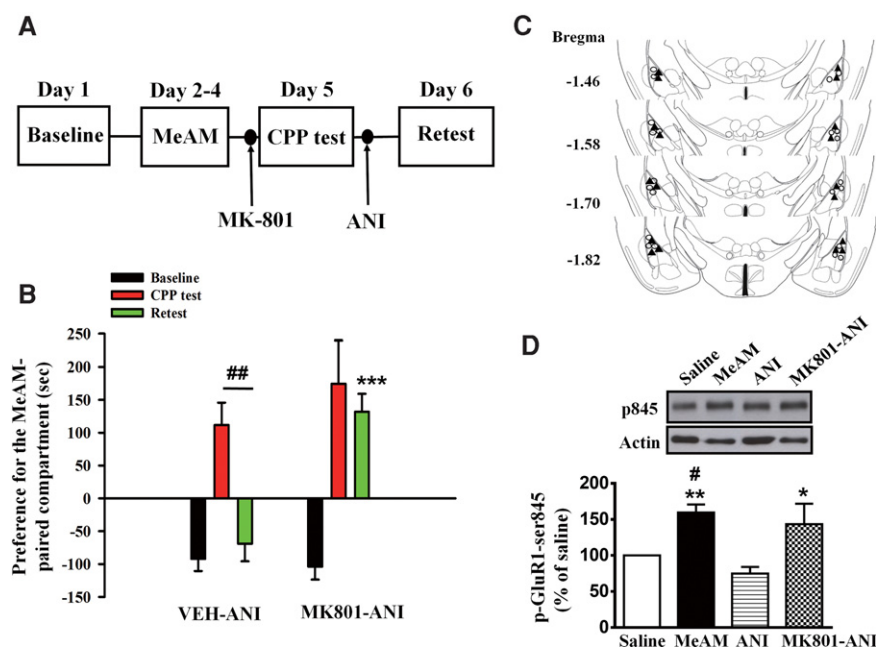 A
Day 1
Day 2-4
Day 5
Day 6
Baseline
MeAM
CPP test
Retest
MK-801
ANI
B
Baseline
CPP test
Retest
Preference for the MeAM-
paired compartment (sec)
250
200
150
100
50
0
-50
-100
-150
##
***
VEH-ANI
MK801-ANI
C
Bregma
-1.46
-1.58
-1.70
-1.82
D
Saline
MeAM
ANI
MK801-ANI
p845
Actin
p-GluR1-ser845
(% of saline)
200
150
100
50
0
#
**
*
Saline
MeAM
ANI
MK801-ANI